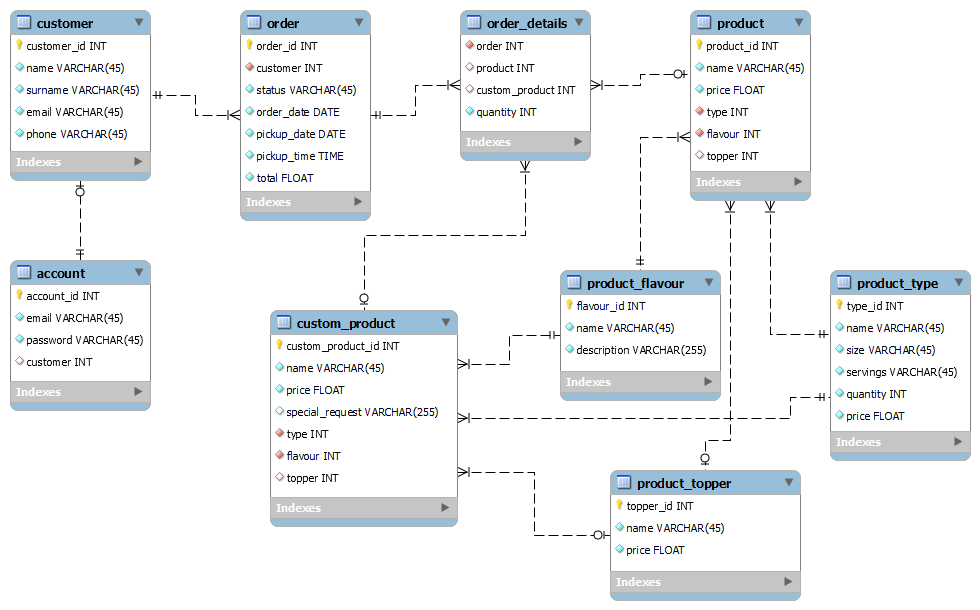 customer
customer_id INT
name VARCHAR(45)
surname VARCHAR(45)
email VARCHAR(45)
phone VARCHAR(45)
Indexes
order
order_id INT
customer INT
status VARCHAR(45)
order_date DATE
pickup_date DATE
pickup_time TIME
total FLOAT
Indexes
order_details
order INT
product INT
custom_product INT
quantity INT
Indexes
product
product_id INT
name VARCHAR(45)
price FLOAT
type INT
flavour INT
topper INT
Indexes
account
account_id INT
email VARCHAR(45)
password VARCHAR(45)
customer INT
Indexes
custom_product
custom_product_id INT
name VARCHAR(45)
price FLOAT
special_request VARCHAR(255)
type INT
flavour INT
topper INT
Indexes
product_flavour
flavour_id INT
name VARCHAR(45)
description VARCHAR(255)
Indexes
product_type
type_id INT
name VARCHAR(45)
size VARCHAR(45)
servings VARCHAR(45)
quantity INT
price FLOAT
Indexes
product_topper
topper_id INT
name VARCHAR(45)
price FLOAT
Indexes